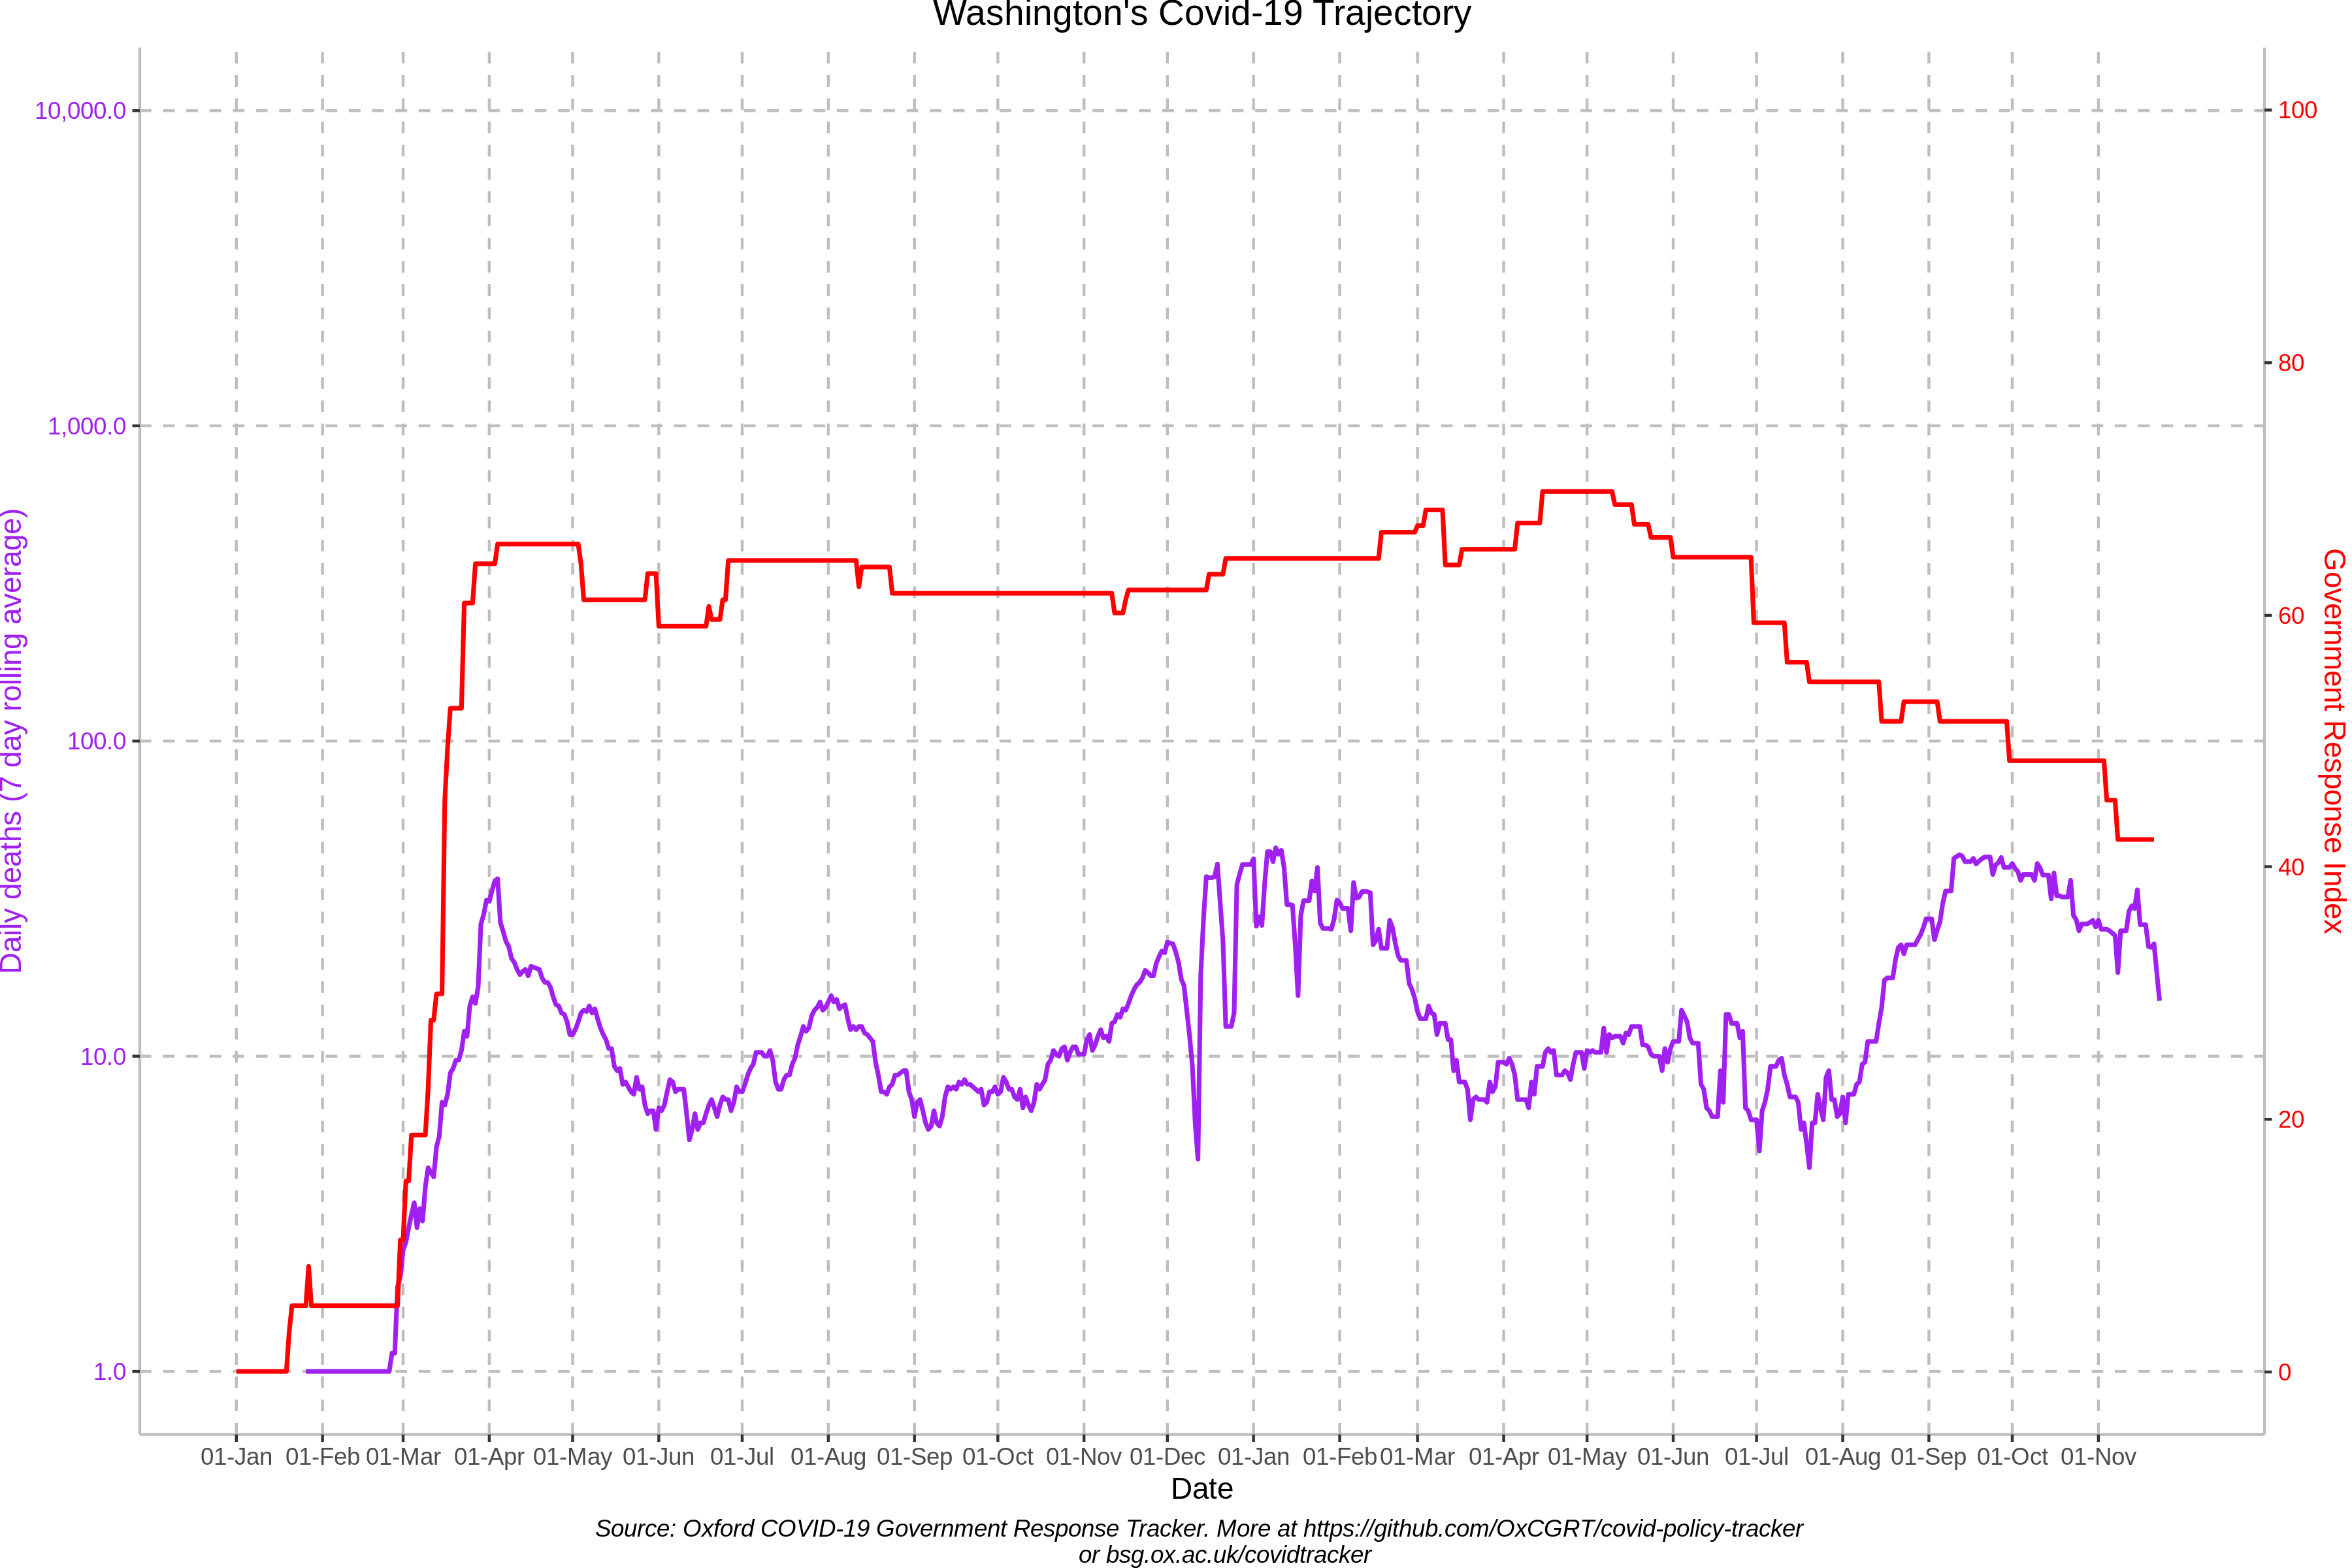 Washington's Covid-19 Trajectory
10,000.0
1,000.0
100.0
10.0
1.0
Daily deaths (7 day rolling average)
100
80
60
40
20
0
Government Response Index
01-Jan 01-Feb 01-Mar 01-Apr 01-May 01-Jun 01-Jul 01-Aug 01-Sep 01-Oct 01-Nov 01-Dec 01-Jan 01-Feb 01-Mar 01-Apr 01-May 01-Jun 01-Jul 01-Aug 01-Sep 01-Oct 01-Nov
Date
Source: Oxford COVID-19 Government Response Tracker. More at https://github.com/OxCGRT/covid-policy-tracker
or bsg.ox.ac.uk/covidtracker